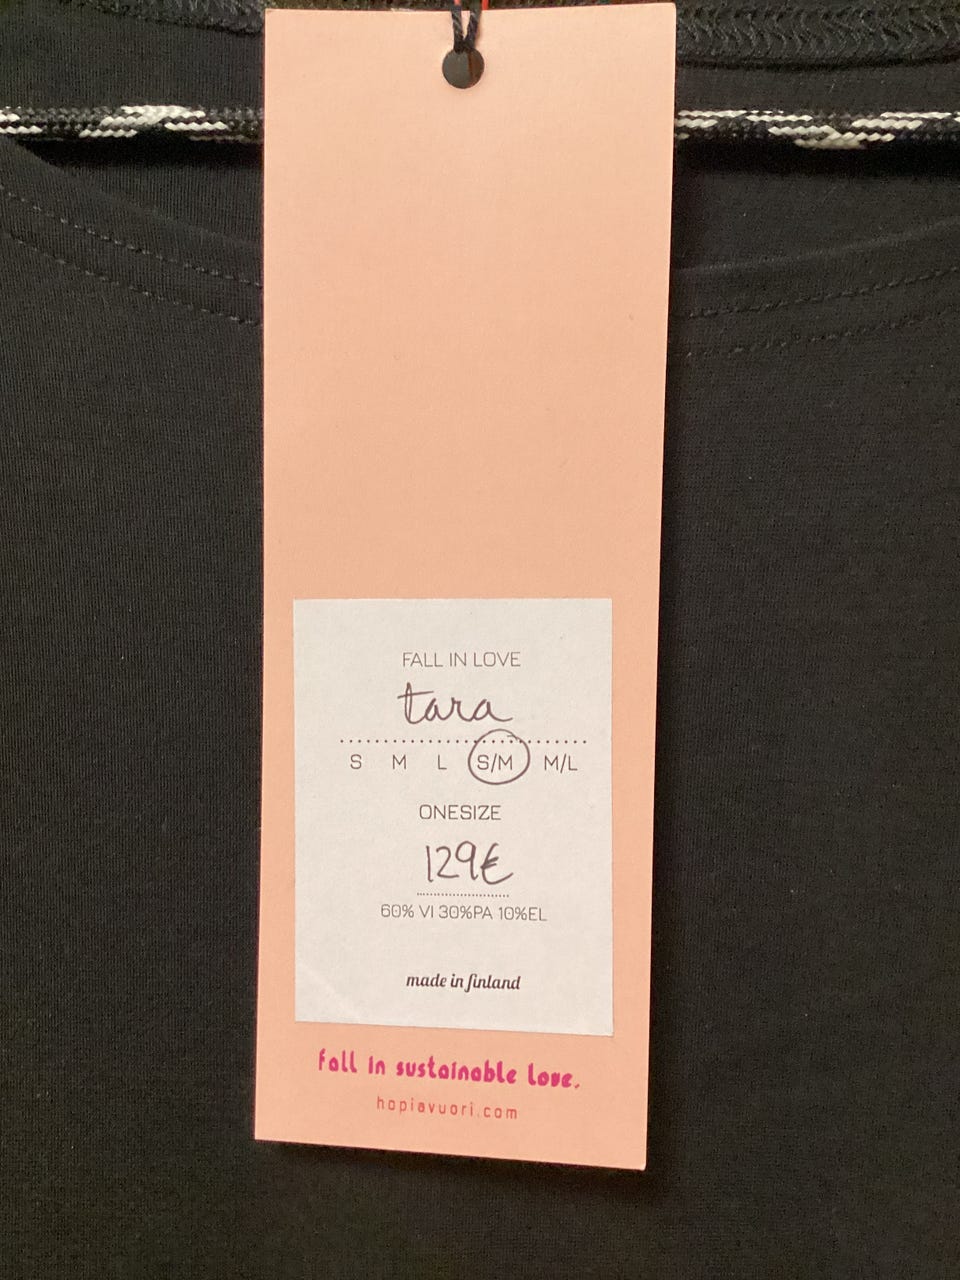 FALL IN LOVE
tara
S M L S/M M/L
ONESIZE
129€
60% VI 30%PA 10%EL
made in finland
fall in sustainable love.
hopiavuori.com